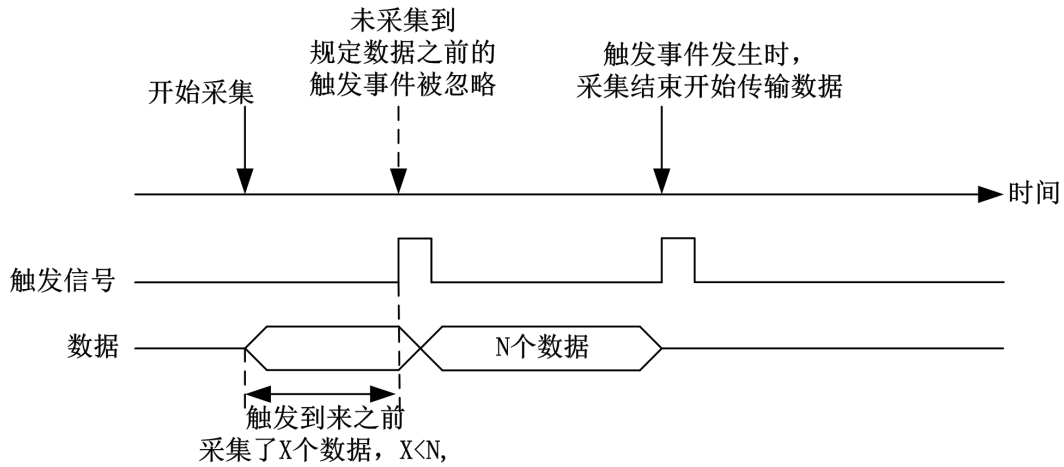 未采集到
规定数据之前的
触发事件被忽略
触发事件发生时，
采集结束开始传输数据
开始采集
时间
触发信号
数据
N个数据
触发到来之前
采集了X个数据，X<N,